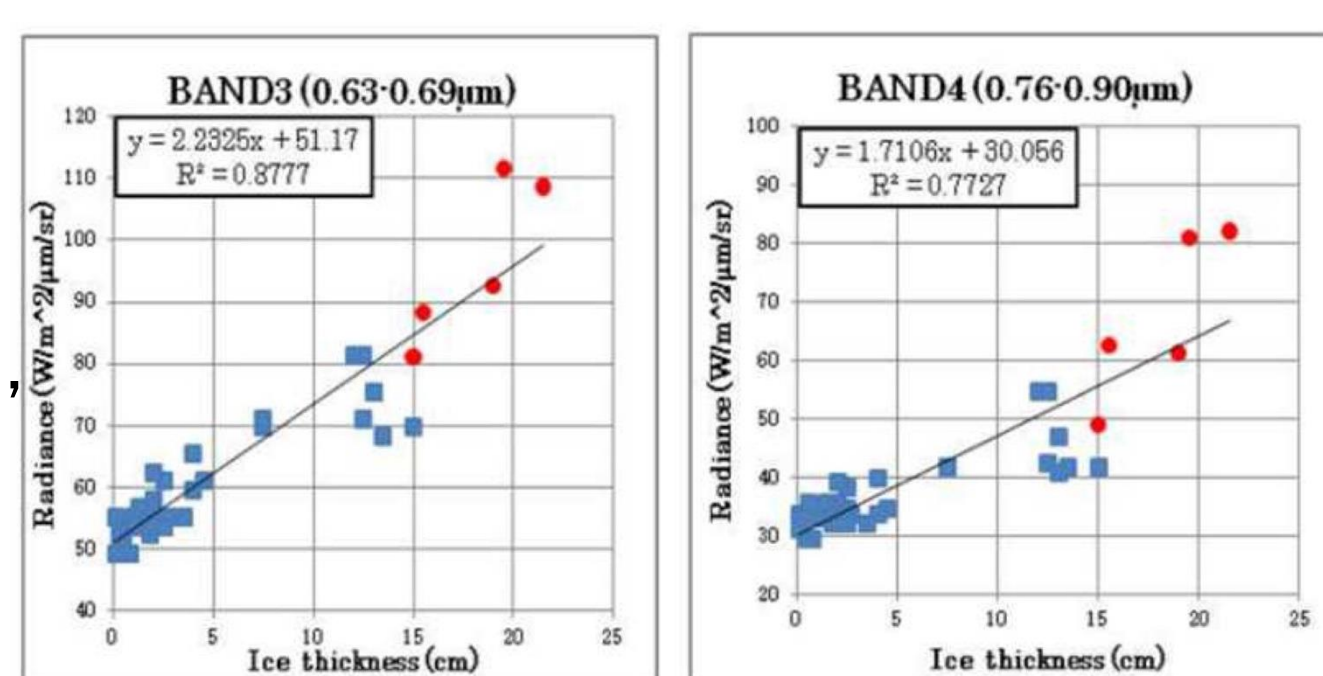 BAND3 (0.63-0.69μm)
120
y = 2.2325x + 51.17
R² = 0.8777
110
100
90
80
70
60
50
40
0 5 10 15 20 25
Radiance (W/m^2/μm/sr)
Ice thickness (cm)
,
BAND4 (0.76-0.90μm)
100
y = 1.7106x + 30.056
R² = 0.7727
90
80
70
60
50
40
30
20
0 5 10 15 20 25
Radiance (W/m^2/μm/sr)
Ice thickness (cm)